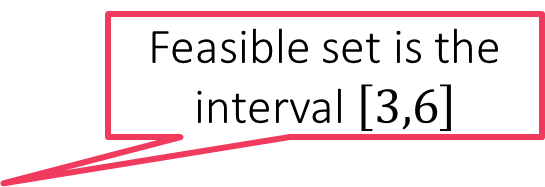 Feasible set is the
interval [3,6]